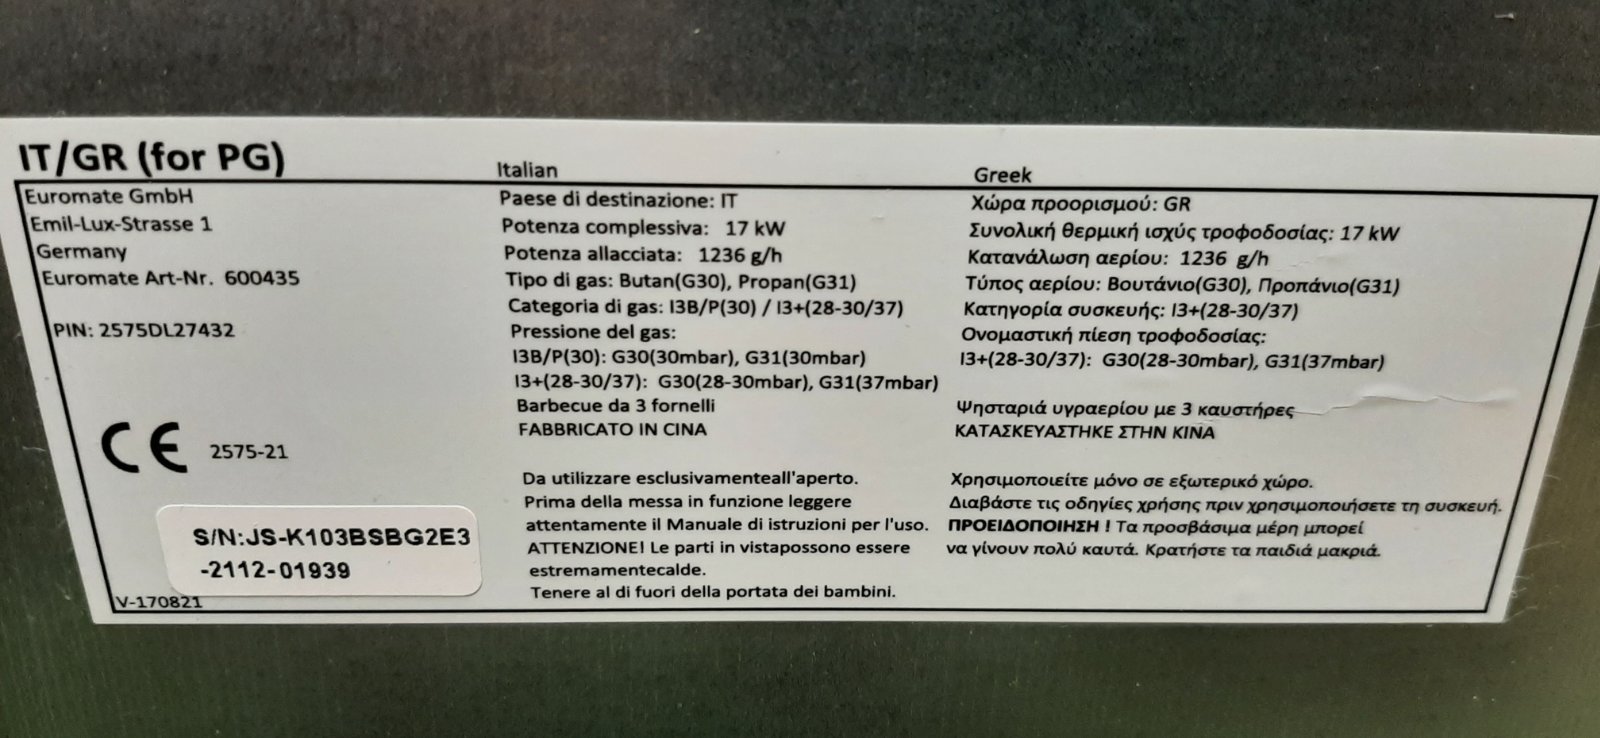 IT/GR (for PG)
Euromate GmbH
Emil-Lux-Strasse 1
Germany
Euromate Art-Nr. 600435
PIN: 2575DL27432
CE 2575-21
S/N:JS-K103BSBG2E3
-2112-01939
V-170821
Italian
Paese di destinazione: IT
Potenza complessiva: 17 kW
Potenza allacciata: 1236 g/h
Tipo di gas: Butan(G30), Propan(G31)
Categoria di gas: I3B/P(30) / I3+(28-30/37)
Pressione del gas:
I3B/P(30): G30(30mbar), G31(30mbar)
I3+(28-30/37): G30(28-30mbar), G31(37mbar)
Barbecue da 3 fornelli
FABBRICATO IN CINA
Da utilizzare esclusivamenteall'aperto.
Prima della messa in funzione leggere
attentamente il Manuale di istruzioni per l'uso.
ATTENZIONE! Le parti in vistapossono essere
estremamentecalde.
Tenere al di fuori della portata dei bambini.
Greek
Χώρα προορισμού: GR
Συνολική θερμική ισχύς τροφοδοσίας: 17 kW
Κατανάλωση αερίου: 1236 g/h
Τύπος αερίου: Βουτάνιο(G30), Προπάνιο(G31)
Κατηγορία συσκευής: I3+(28-30/37)
Ονομαστική πίεση τροφοδοσίας:
I3+(28-30/37): G30(28-30mbar), G31(37mbar)
Ψησταριά υγραερίου με 3 καυστήρες
ΚΑΤΑΣΚΕΥΑΣΤΗΚΕ ΣΤΗΝ ΚΙΝΑ
Χρησιμοποιείτε μόνο σε εξωτερικό χώρο.
Διαβάστε τις οδηγίες χρήσης πριν χρησιμοποιήσετε τη συσκευή.
ΠΡΟΕΙΔΟΠΟΙΗΣΗ ! Τα προσβάσιμα μέρη μπορεί
να γίνουν πολύ καυτά. Κρατήστε τα παιδιά μακριά.